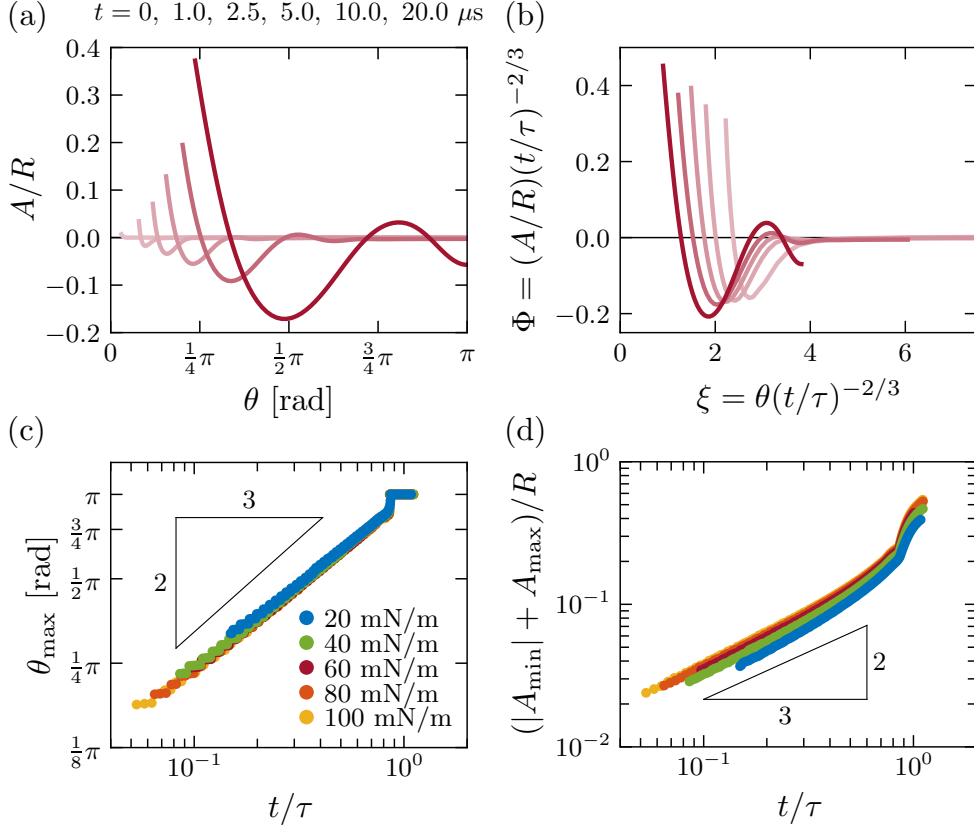 (a) t = 0, 1.0, 2.5, 5.0, 10.0, 20.0 μs
A/R
0.4
0.3
0.2
0.1
0.0
−0.1
−0.2
0 1/4π 1/2π 3/4π π
θ [rad]
(b)
Φ = (A/R)(t/τ)^{−2/3}
0.4
0.2
0.0
−0.2
0 2 4 6
ξ = θ(t/τ)^{−2/3}
(c)
θ_max [rad]
π
3/4π
1/2π
1/4π
1/8π
3
2
20 mN/m
40 mN/m
60 mN/m
80 mN/m
100 mN/m
10^{−1} 10^{0}
t/τ
(d)
(|A_min| + A_max)/R
10^{0}
10^{−1}
10^{−2}
2
3
10^{−1} 10^{0}
t/τ